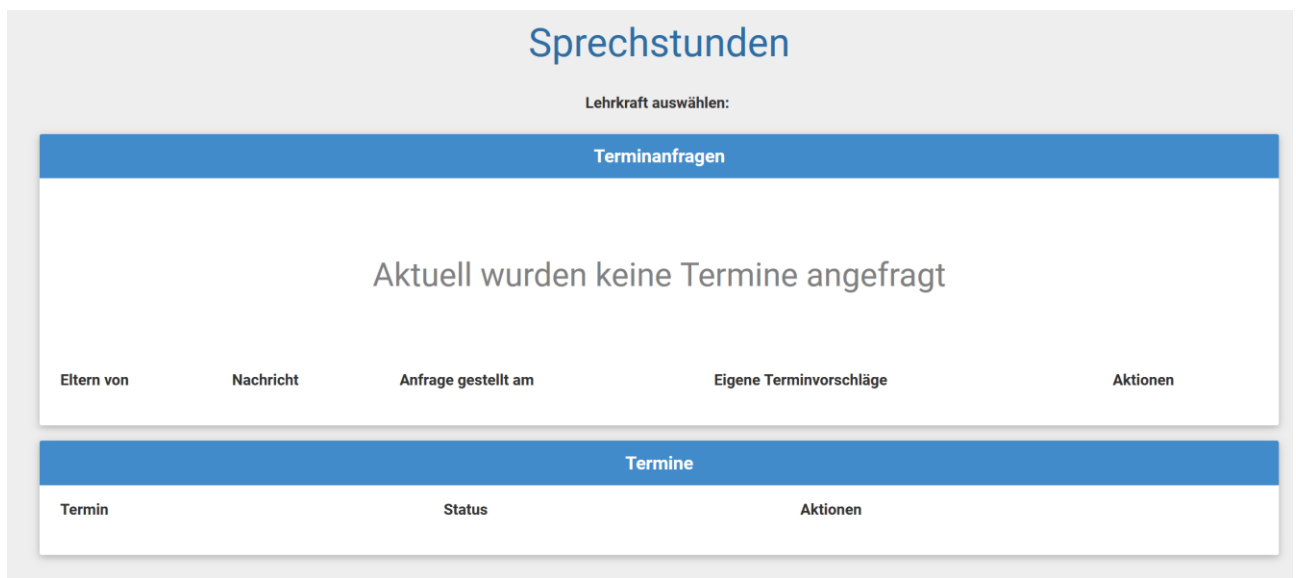 Sprechstunden
Lehrkraft auswählen:
Terminanfragen
Aktuell wurden keine Termine angefragt
Eltern von Nachricht Anfrage gestellt am Eigene Terminvorschläge Aktionen
Termine
Termin Status Aktionen